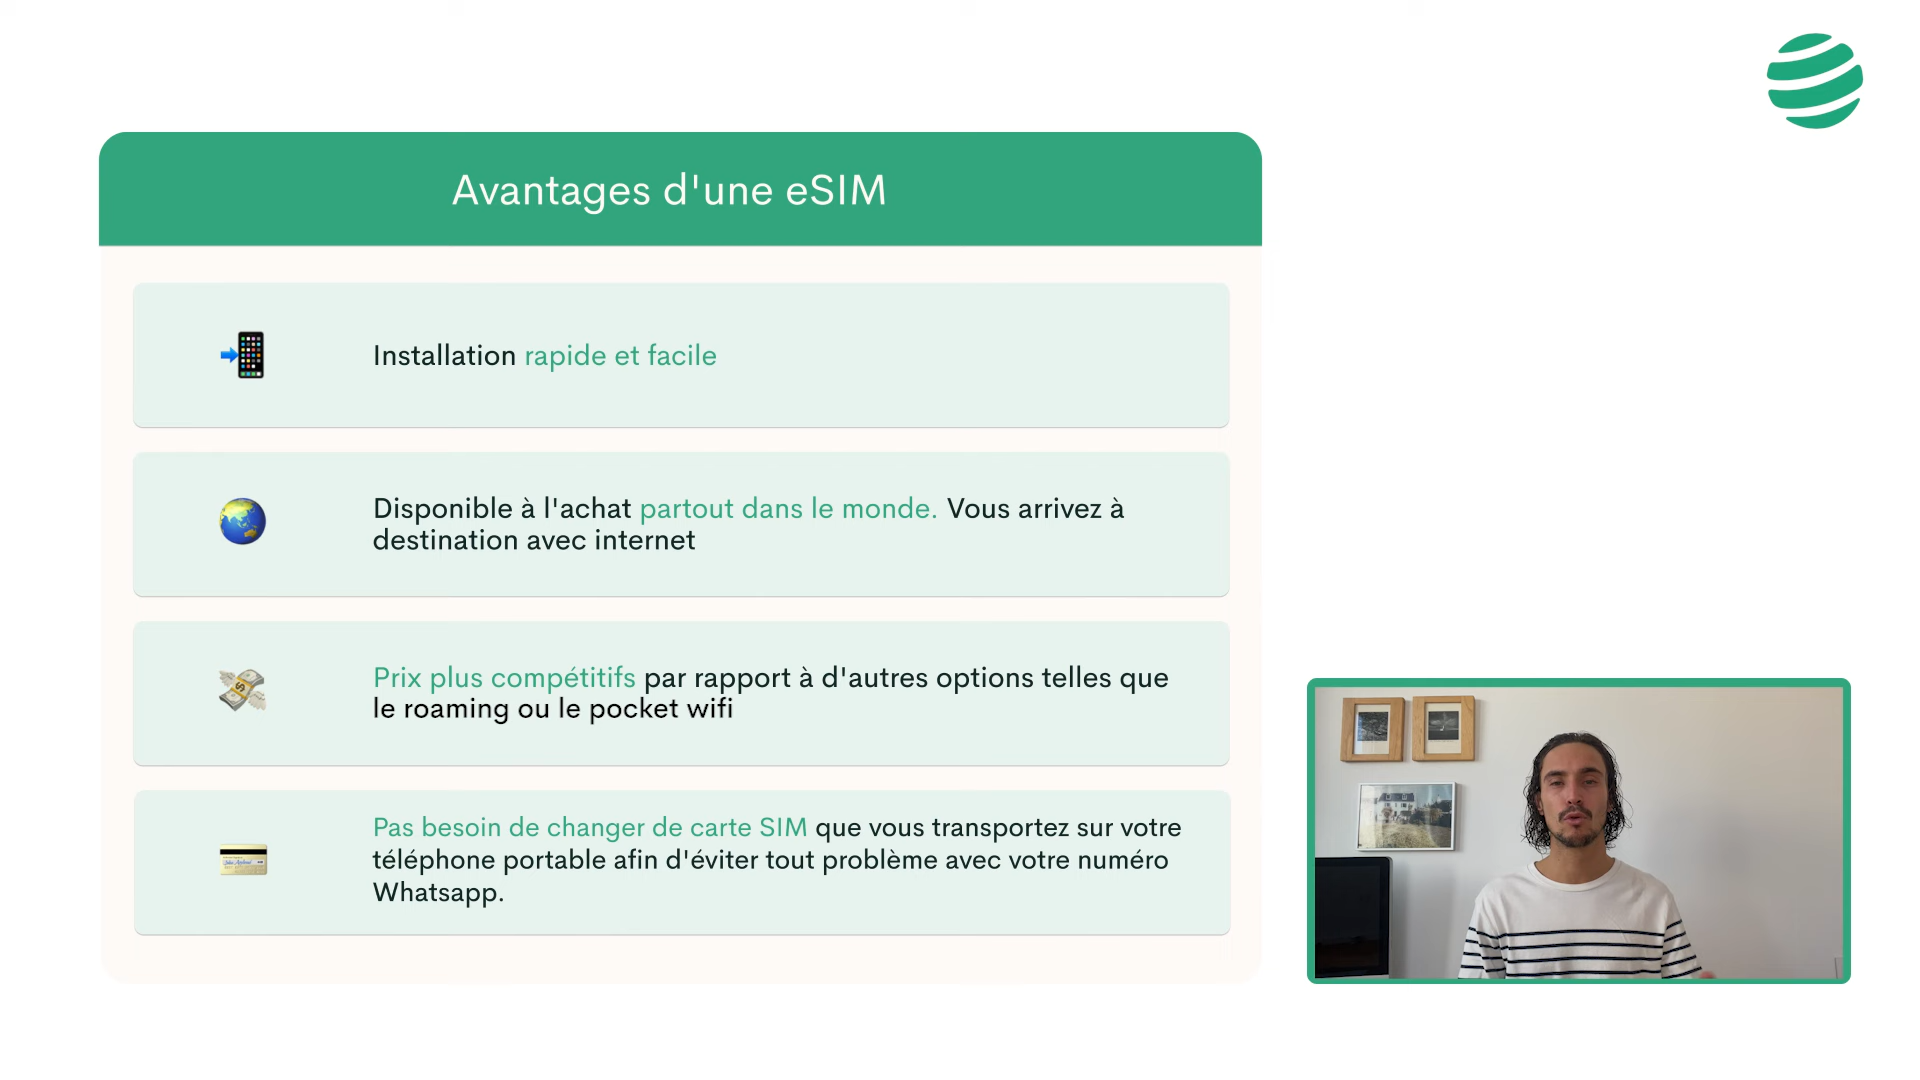 Avantages d'une eSIM
Installation rapide et facile
Disponible à l'achat partout dans le monde. Vous arrivez à
destination avec internet
Prix plus compétitifs par rapport à d'autres options telles que
le roaming ou le pocket wifi
Pas besoin de changer de carte SIM que vous transportez sur votre
téléphone portable afin d'éviter tout problème avec votre numéro
Whatsapp.